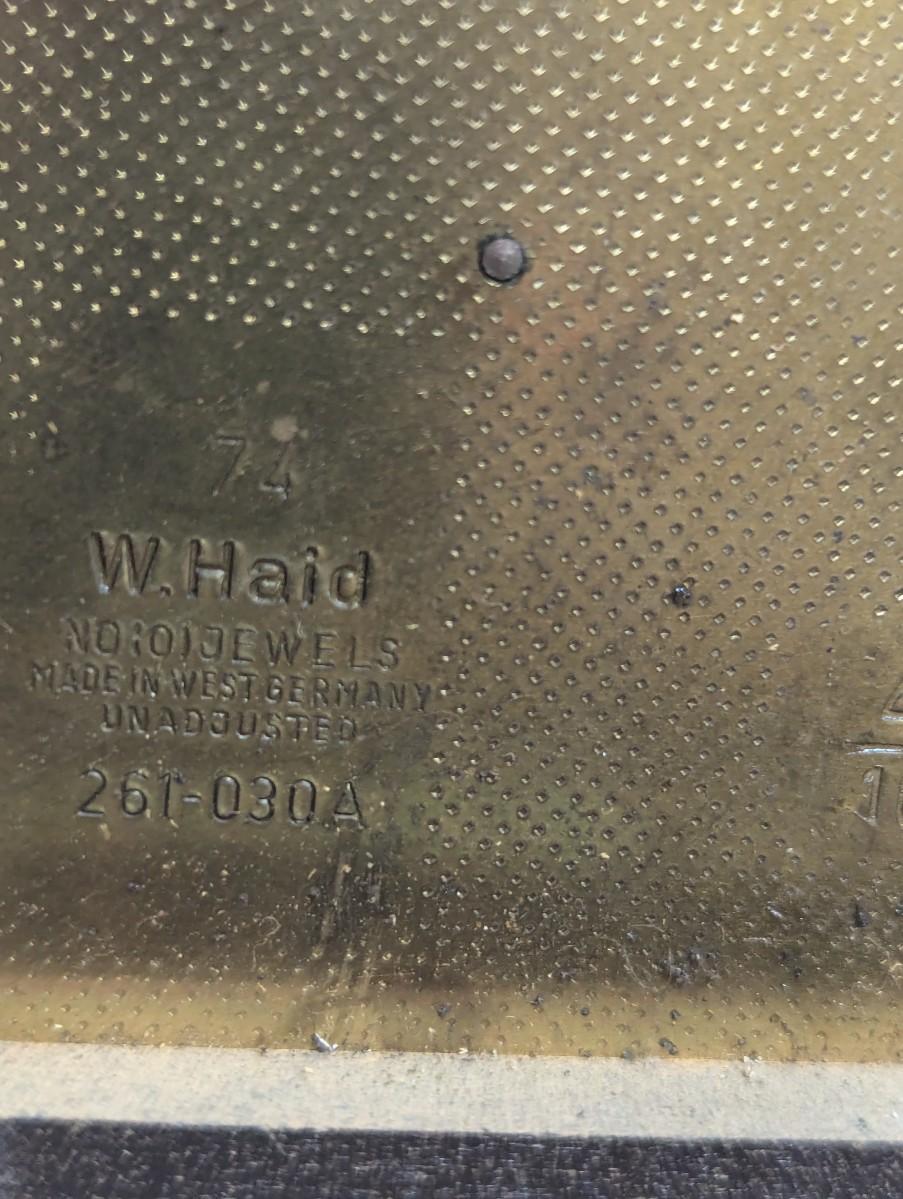 74
W. Haid
NO (0) JEWELS
MADE IN WEST GERMANY
UNADJUSTED
261-030A